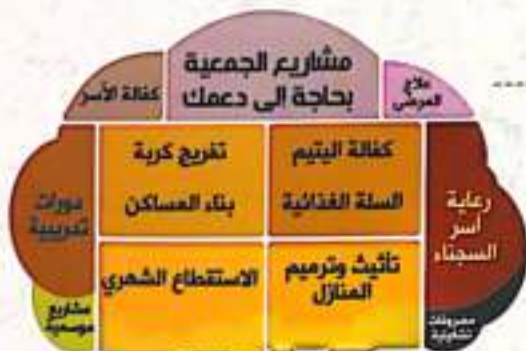 مشاريع الجمعية
بحاجة الى دعمك
علاج
المرضى
كفالة الأسر
كفالة اليتيم
السلة الغذائية
تفريج كربة
بناء المساكن
رعاية
أسر
السجناء
دورات
تدريبية
تأثيث وترميم
المنازل
الاستقطاع الشهري
مصروفات
تشغيلية
مشاريع
موسمية